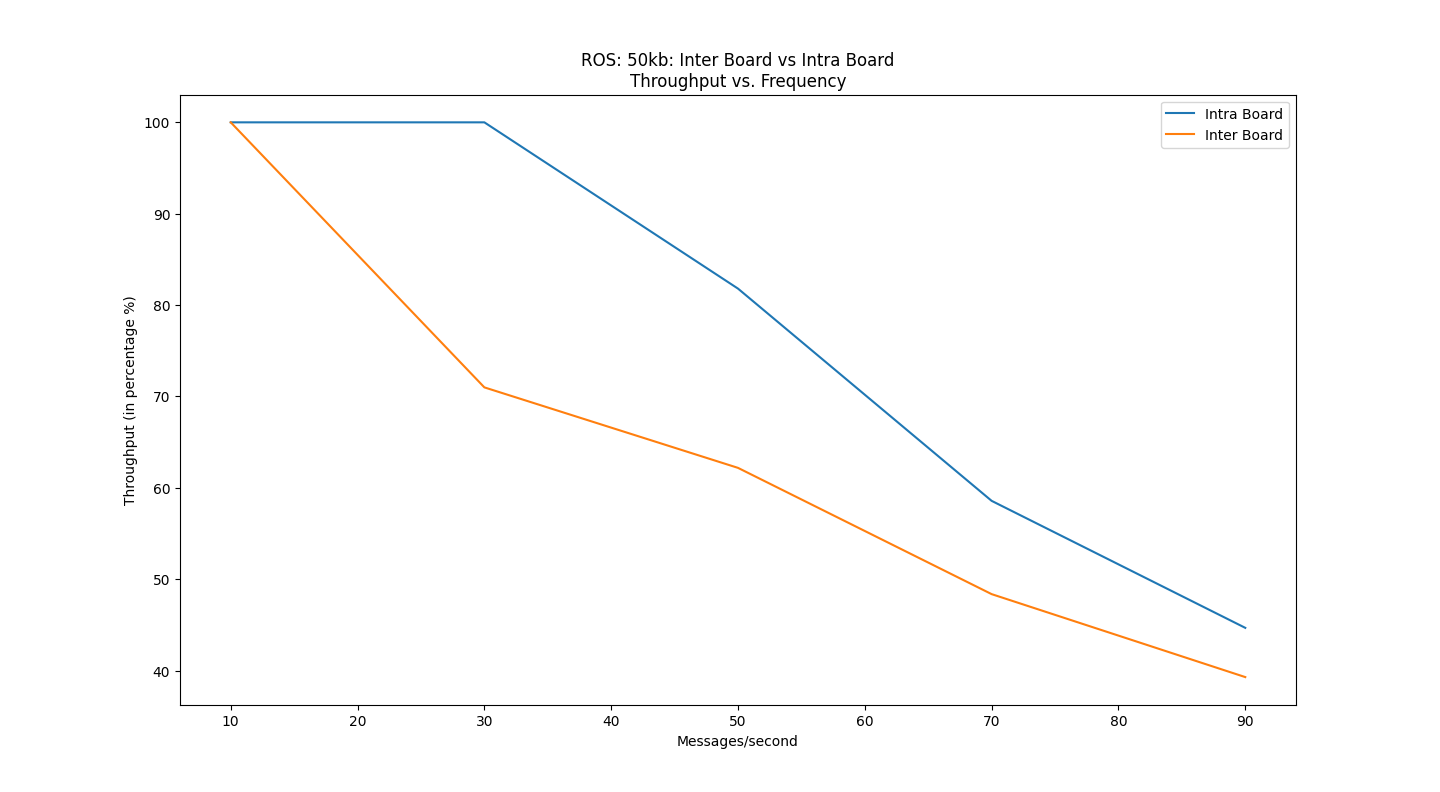 ROS: 50kb: Inter Board vs Intra Board
Throughput vs. Frequency
Intra Board
Inter Board
Throughput (in percentage %)
100
90
80
70
60
50
40
10 20 30 40 50 60 70 80 90
Messages/second